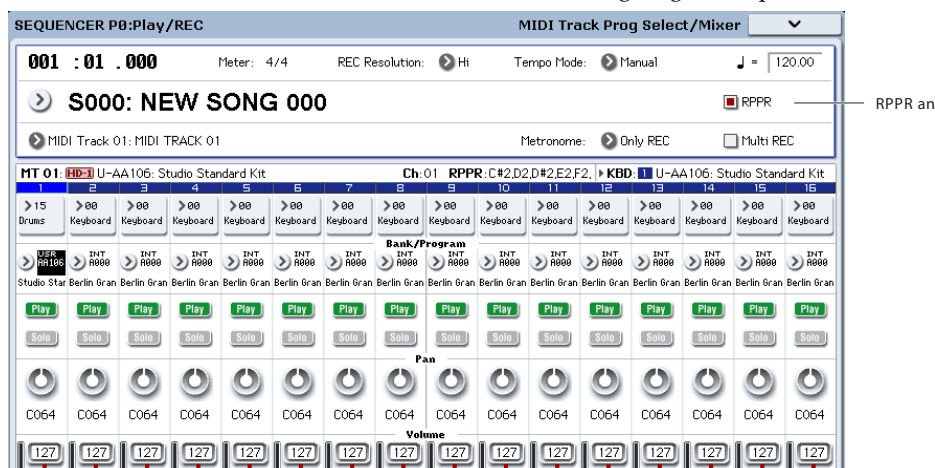 SEQUENCER P0:Play/REC MIDI Track Prog Select/Mixer
001 :01 .000 Meter: 4/4 REC Resolution: Hi Tempo Mode: Manual ♩ = 120.00
S000: NEW SONG 000 RPPR RPPR an
MIDI Track 01: MIDI TRACK 01 Metronome: Only REC Multi REC
MT 01: HD-1 U-AA106: Studio Standard Kit Ch:01 RPPR:C#2,D2,D#2,E2,F2, KBD: 1 U-AA106: Studio Standard Kit
1 2 3 4 5 6 7 8 9 10 11 12 13 14 15 16
>15 >00 >00 >00 >00 >00 >00 >00 >00 >00 >00 >00 >00 >00 >00 >00
Drums Keyboard Keyboard Keyboard Keyboard Keyboard Keyboard Keyboard Keyboard Keyboard Keyboard Keyboard Keyboard Keyboard Keyboard Keyboard
Bank/Program
USR INT INT INT INT INT INT INT INT INT INT INT INT INT INT INT
AA106 A000 A000 A000 A000 A000 A000 A000 A000 A000 A000 A000 A000 A000 A000 A000
Studio Star Berlin Gran Berlin Gran Berlin Gran Berlin Gran Berlin Gran Berlin Gran Berlin Gran Berlin Gran Berlin Gran Berlin Gran Berlin Gran Berlin Gran Berlin Gran Berlin Gran Berlin Gran
Play Play Play Play Play Play Play Play Play Play Play Play Play Play Play Play
Solo Solo Solo Solo Solo Solo Solo Solo Solo Solo Solo Solo Solo Solo Solo Solo
Pan
C064 C064 C064 C064 C064 C064 C064 C064 C064 C064 C064 C064 C064 C064 C064 C064
Volume
127 127 127 127 127 127 127 127 127 127 127 127 127 127 127 127